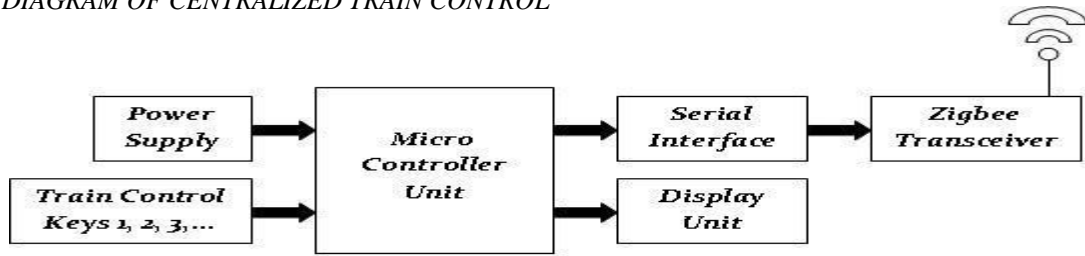 DIAGRAM OF CENTRALIZED TRAIN CONTROL
Power
Supply
Train Control
Keys 1, 2, 3,...
Micro
Controller
Unit
Serial
Interface
Display
Unit
Zigbee
Transceiver